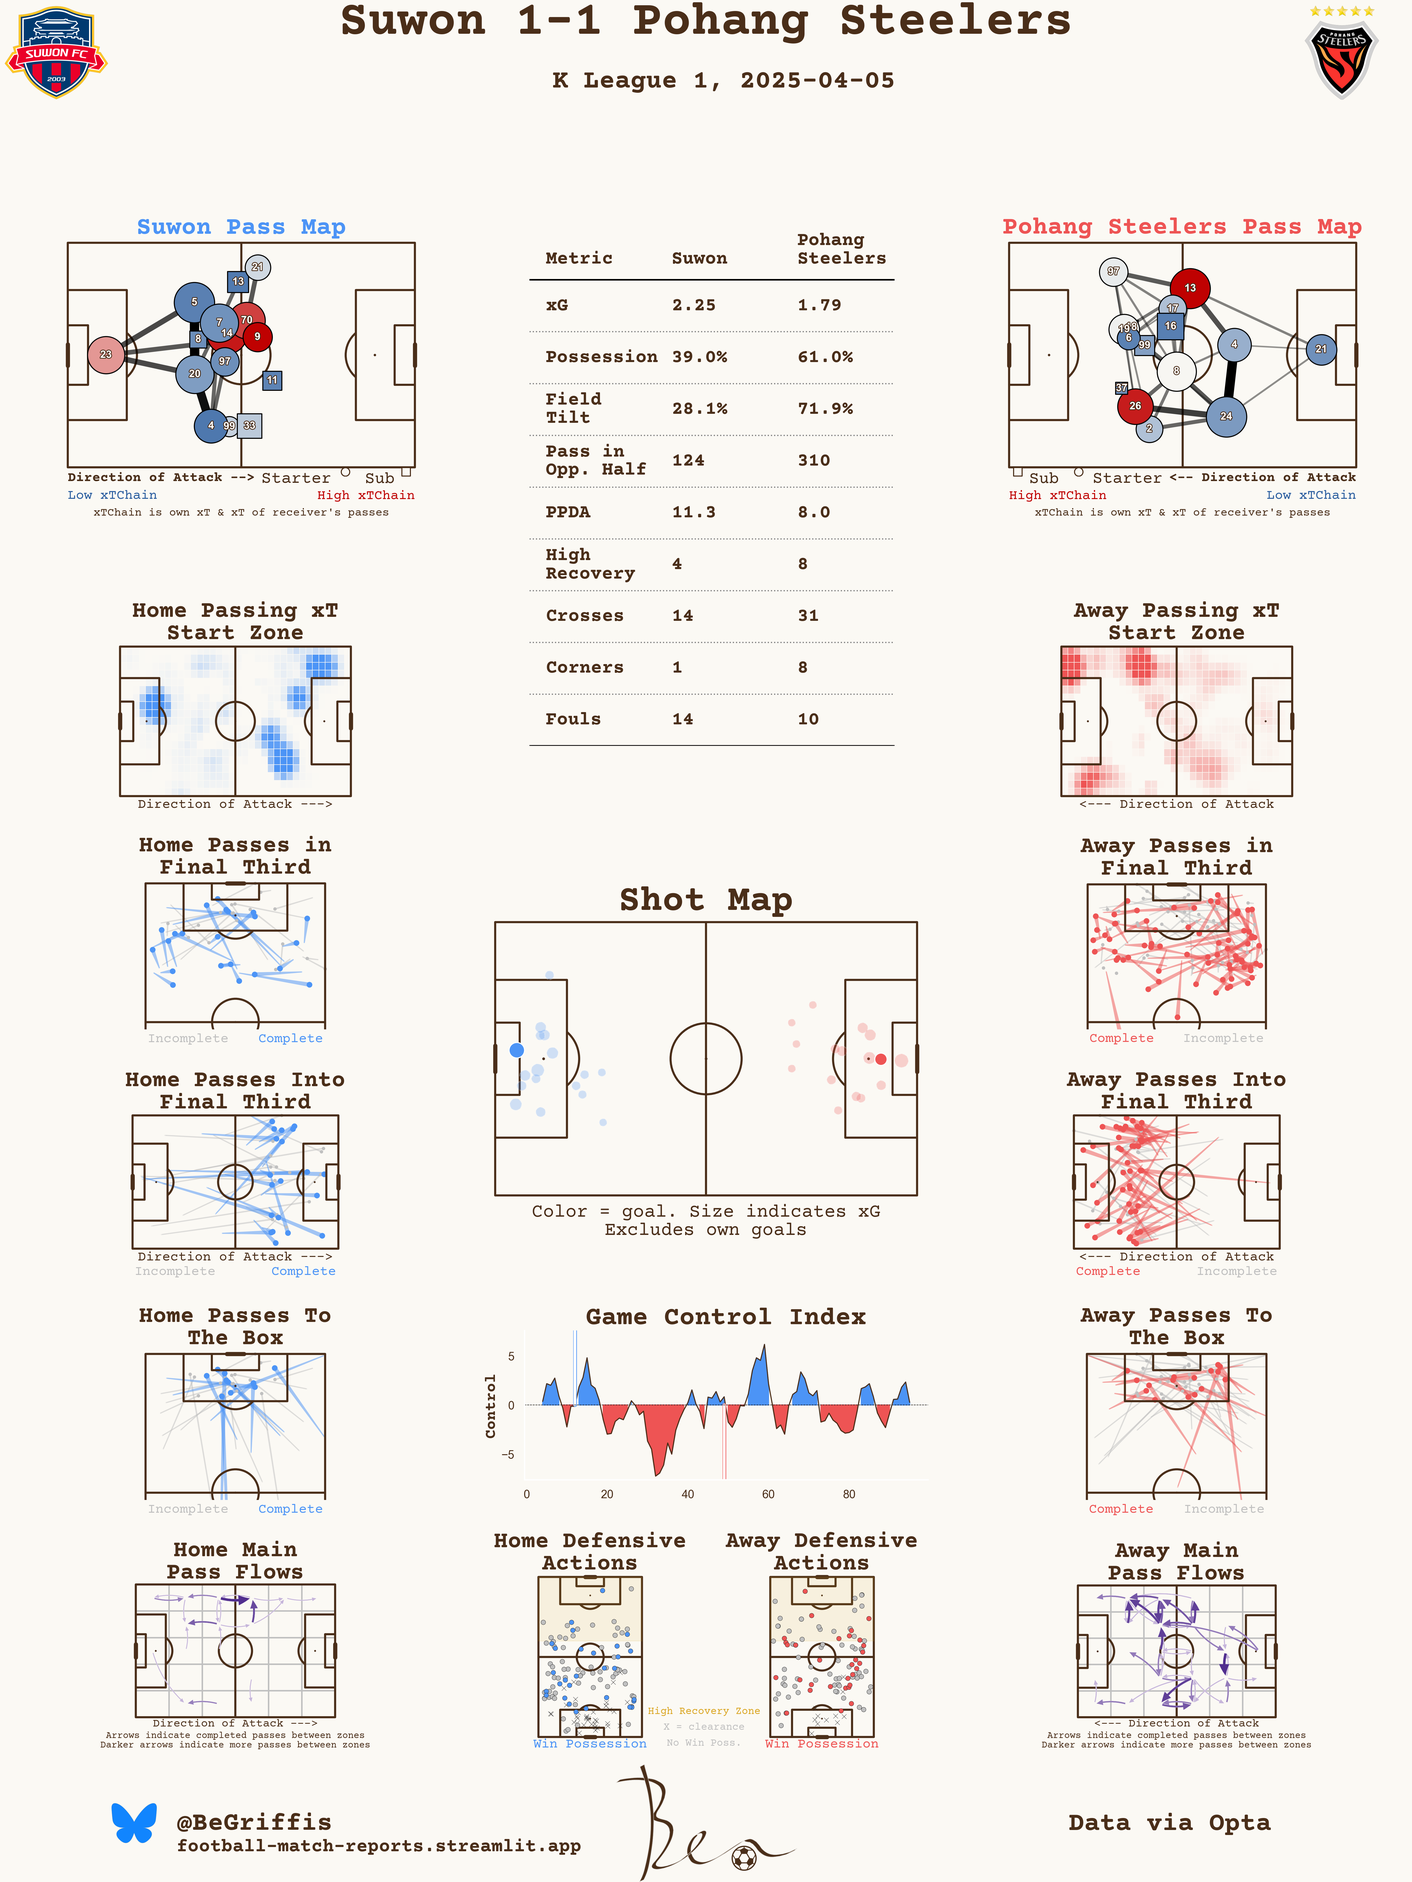 Suwon 1-1 Pohang Steelers
K League 1, 2025-04-05
SUWON FC
2003
POHANG
STEELERS
Suwon Pass Map
21
13
5
7
70
14
9
8
23
97
20
11
4
99
33
Direction of Attack --> Starter Sub
Low xTChain High xTChain
xTChain is own xT & xT of receiver's passes
Metric Suwon Pohang Steelers
xG 2.25 1.79
Possession 39.0% 61.0%
Field Tilt 28.1% 71.9%
Pass in Opp. Half 124 310
PPDA 11.3 8.0
High Recovery 4 8
Crosses 14 31
Corners 1 8
Fouls 14 10
Pohang Steelers Pass Map
97
13
17
16
19
6
99
4
21
8
37
26
24
2
Sub Starter <-- Direction of Attack
High xTChain Low xTChain
xTChain is own xT & xT of receiver's passes
Home Passing xT
Start Zone
Direction of Attack --->
Away Passing xT
Start Zone
<--- Direction of Attack
Home Passes in
Final Third
Incomplete Complete
Away Passes in
Final Third
Complete Incomplete
Shot Map
Color = goal. Size indicates xG
Excludes own goals
Home Passes Into
Final Third
Direction of Attack --->
Incomplete Complete
Away Passes Into
Final Third
<--- Direction of Attack
Complete Incomplete
Home Passes To
The Box
Incomplete Complete
Game Control Index
Control
5
0
−5
0 20 40 60 80
Away Passes To
The Box
Complete Incomplete
Home Main
Pass Flows
Direction of Attack --->
Arrows indicate completed passes between zones
Darker arrows indicate more passes between zones
Home Defensive
Actions
Win Possession
Away Defensive
Actions
Win Possession
High Recovery Zone
X = clearance
No Win Poss.
Away Main
Pass Flows
<--- Direction of Attack
Arrows indicate completed passes between zones
Darker arrows indicate more passes between zones
@BeGriffis
football-match-reports.streamlit.app
Ben
Data via Opta